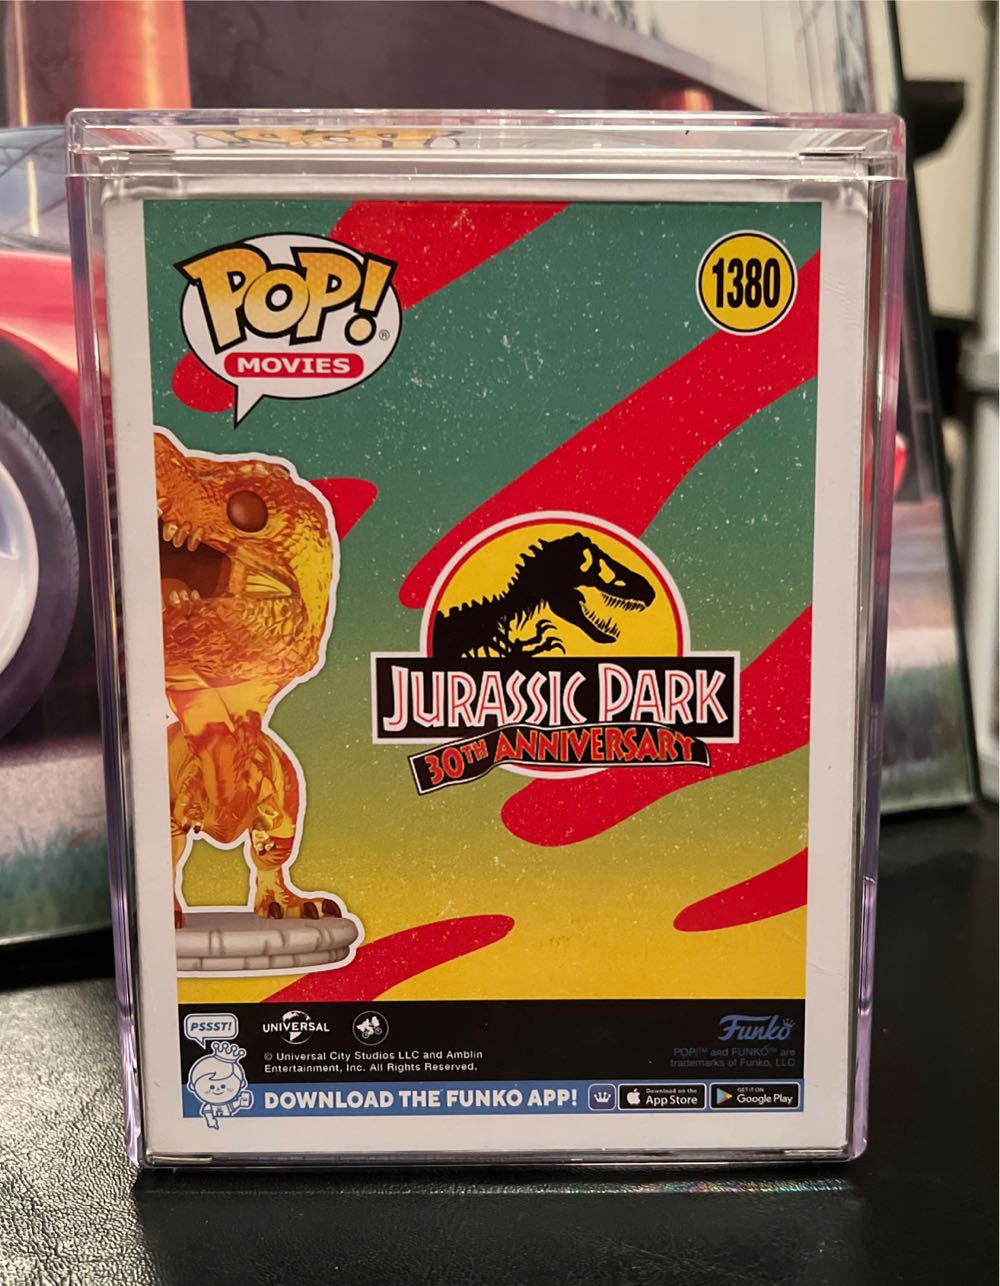 POP!
®
MOVIES
1380
JURASSIC PARK
30TH ANNIVERSARY
PSSST!
UNIVERSAL
© Universal City Studios LLC and Amblin
Entertainment, Inc. All Rights Reserved.
Funko
POP!™ and FUNKO™ are
trademarks of Funko, LLC
DOWNLOAD THE FUNKO APP!
Download on the
App Store
GET IT ON
Google Play